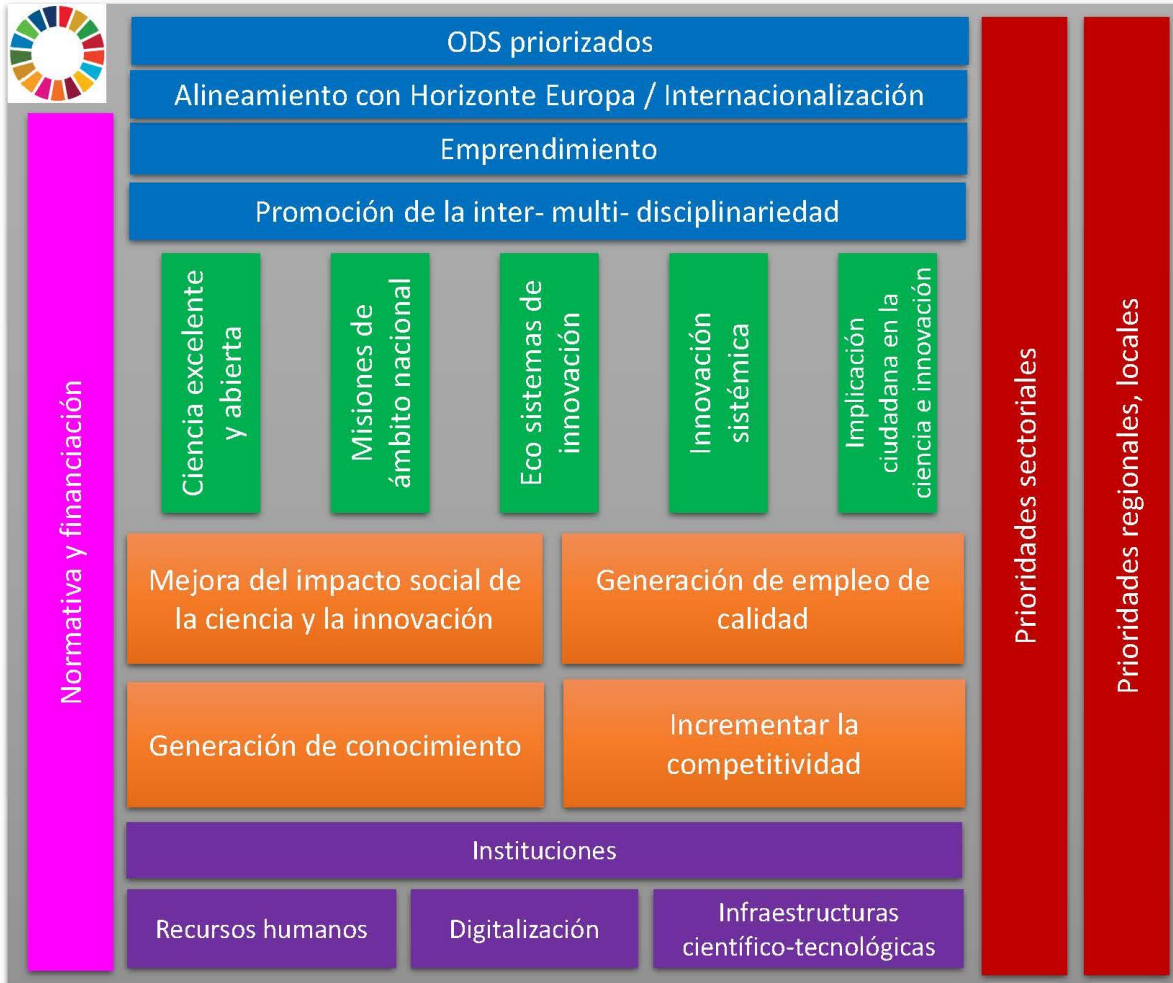 ODS priorizados
Alineamiento con Horizonte Europa / Internacionalización
Emprendimiento
Promoción de la inter- multi- disciplinariedad
Normativa y financiación
Ciencia excelente
y abierta
Misiones de
ámbito nacional
Eco sistemas de
innovación
Innovación
sistémica
Implicación
ciudadana en la
ciencia e innovación
Mejora del impacto social de
la ciencia y la innovación
Generación de empleo de
calidad
Generación de conocimiento
Incrementar la
competitividad
Instituciones
Recursos humanos
Digitalización
Infraestructuras
científico-tecnológicas
Prioridades sectoriales
Prioridades regionales, locales